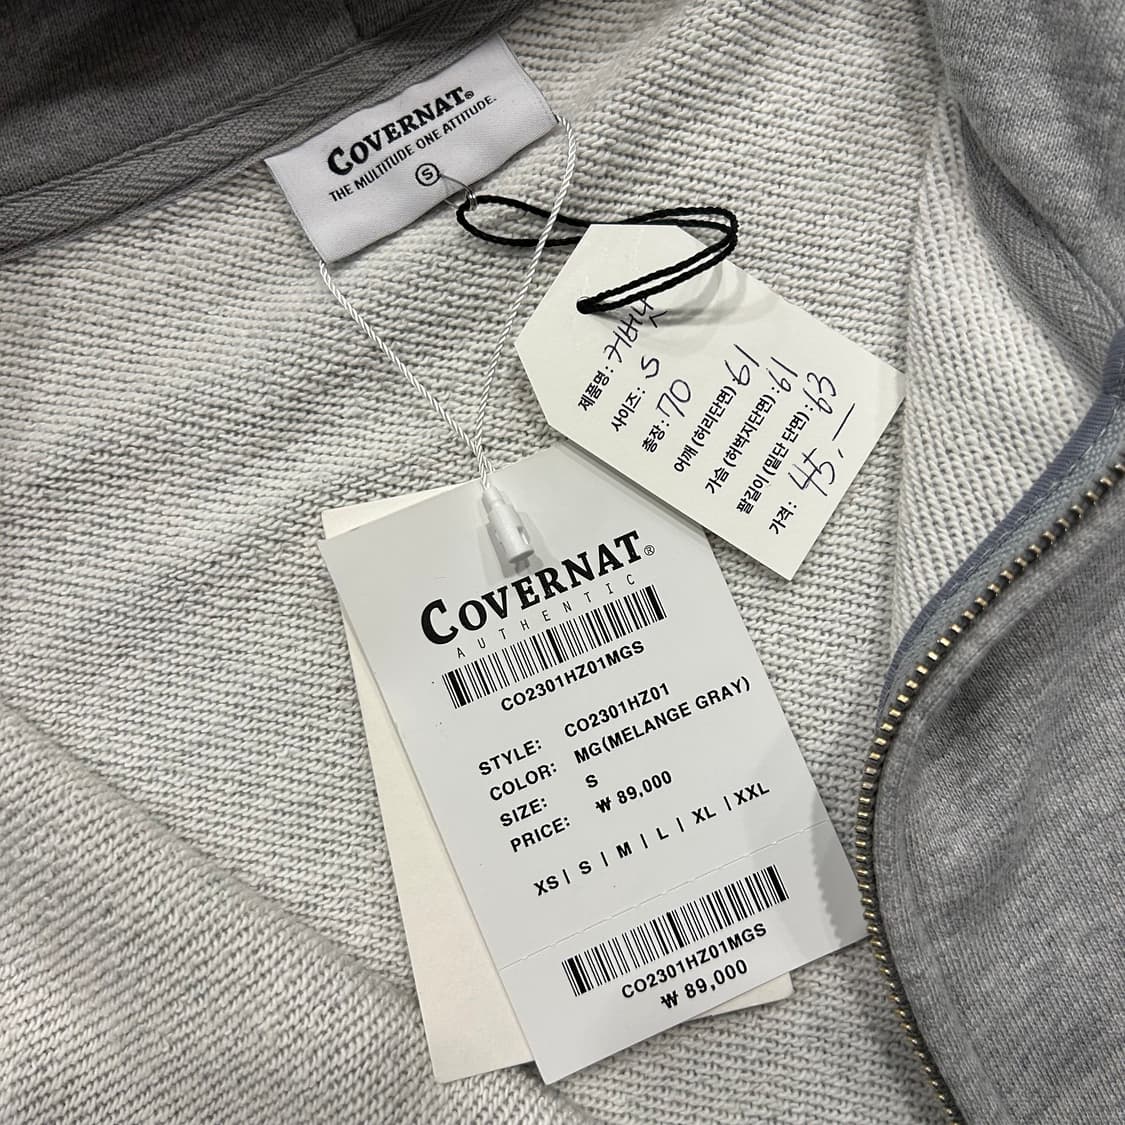 COVERNAT®
THE MULTITUDE ONE ATTITUDE.
S
제품명: 커버낫
사이즈: S
총장: 70
어깨 (허리단면) 61
가슴 (허벅지단면): 61
팔길이 (밑단 단면): 63
가격: 45,—
COVERNAT®
AUTHENTIC
CO2301HZ01MGS
STYLE: CO2301HZ01
COLOR: MG(MELANGE GRAY)
SIZE: S
PRICE: ₩ 89,000
XS | S | M | L | XL | XXL
CO2301HZ01MGS
₩ 89,000